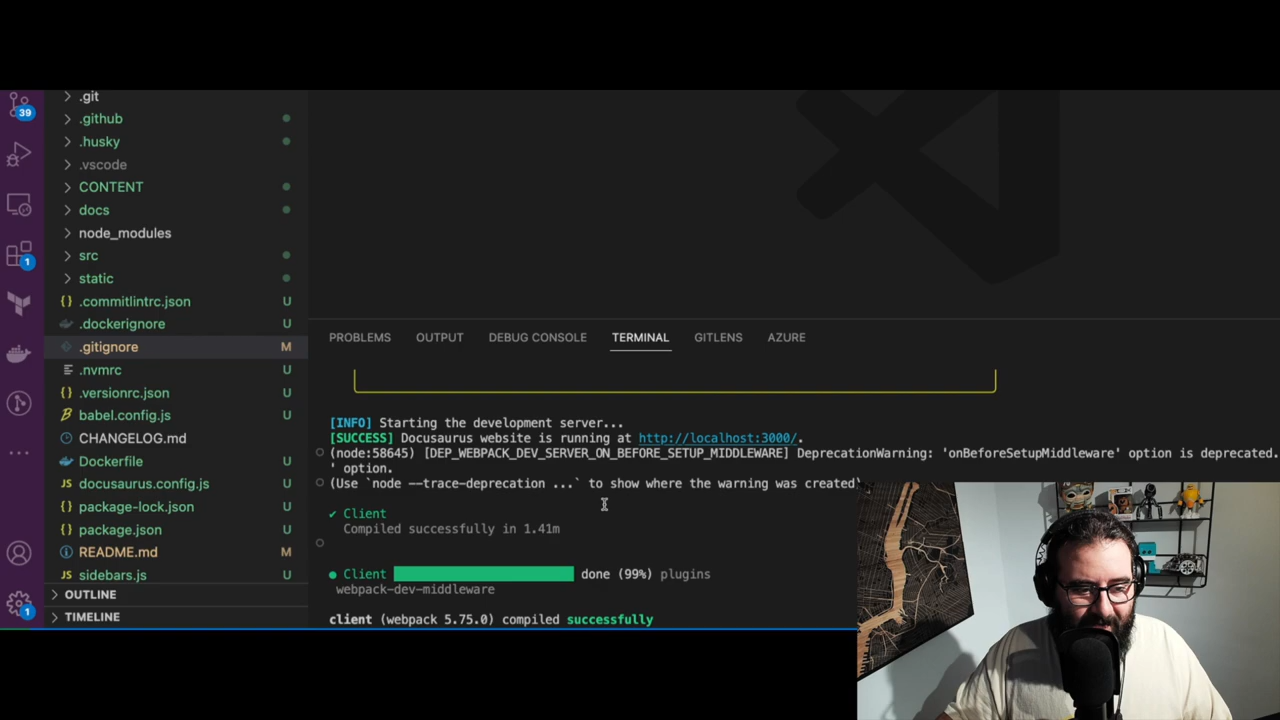 39
1
1
.git
.github
.husky
.vscode
CONTENT
docs
node_modules
src
static
{} .commitlintrc.json U
.dockerignore U
.gitignore M
.nvmrc U
{} .versionrc.json U
babel.config.js U
CHANGELOG.md
Dockerfile U
JS docusaurus.config.js U
{} package-lock.json U
{} package.json U
README.md M
JS sidebars.js U
OUTLINE
TIMELINE
PROBLEMS OUTPUT DEBUG CONSOLE TERMINAL GITLENS AZURE
[INFO] Starting the development server...
[SUCCESS] Docusaurus website is running at http://localhost:3000/.
(node:58645) [DEP_WEBPACK_DEV_SERVER_ON_BEFORE_SETUP_MIDDLEWARE] DeprecationWarning: 'onBeforeSetupMiddleware' option is deprecated.
' option.
(Use `node --trace-deprecation ...` to show where the warning was created)
✔ Client
Compiled successfully in 1.41m
● Client done (99%) plugins
webpack-dev-middleware
client (webpack 5.75.0) compiled successfully